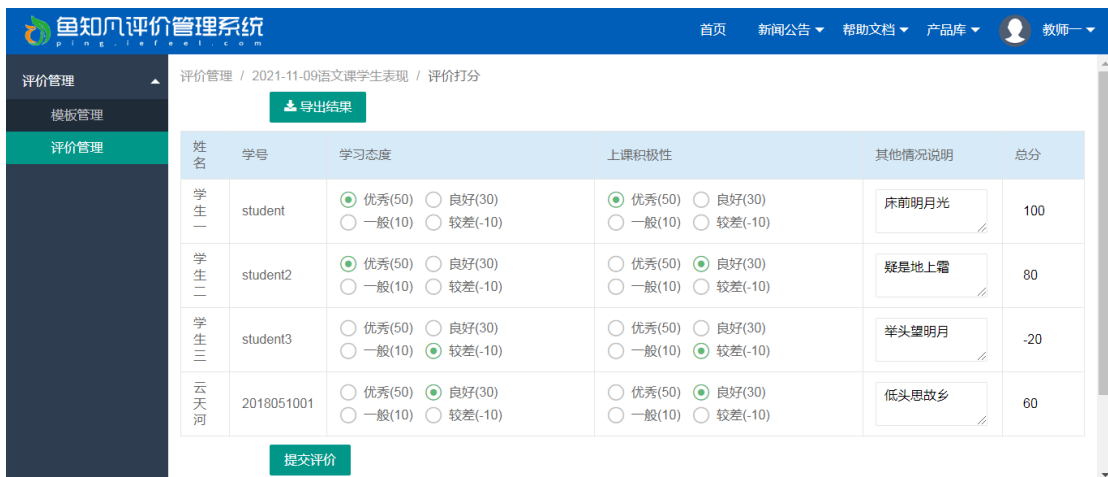 鱼知凡评价管理系统
ping.iefeel.com
首页 新闻公告 帮助文档 产品库 教师一
评价管理
模板管理
评价管理
评价管理 / 2021-11-09语文课学生表现 / 评价打分
导出结果
姓名 学号 学习态度 上课积极性 其他情况说明 总分
学生一 student 优秀(50) 良好(30) 优秀(50) 良好(30) 床前明月光 100
一般(10) 较差(-10) 一般(10) 较差(-10)
学生二 student2 优秀(50) 良好(30) 优秀(50) 良好(30) 疑是地上霜 80
一般(10) 较差(-10) 一般(10) 较差(-10)
学生三 student3 优秀(50) 良好(30) 优秀(50) 良好(30) 举头望明月 -20
一般(10) 较差(-10) 一般(10) 较差(-10)
云天河 2018051001 优秀(50) 良好(30) 优秀(50) 良好(30) 低头思故乡 60
一般(10) 较差(-10) 一般(10) 较差(-10)
提交评价